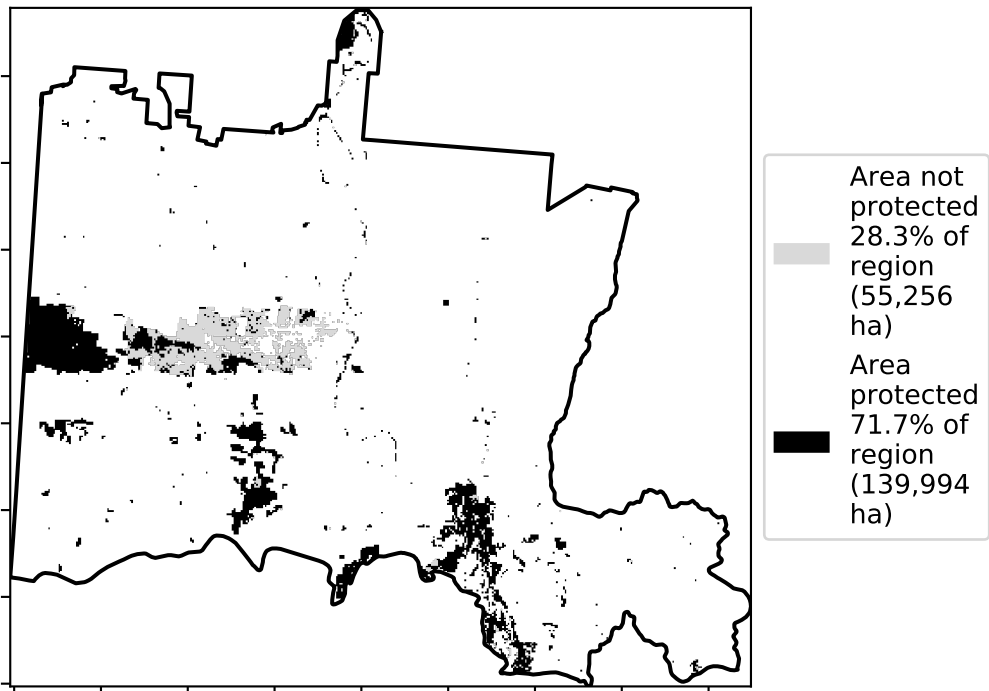 Area not
protected
28.3% of
region
(55,256
ha)
Area
protected
71.7% of
region
(139,994
ha)